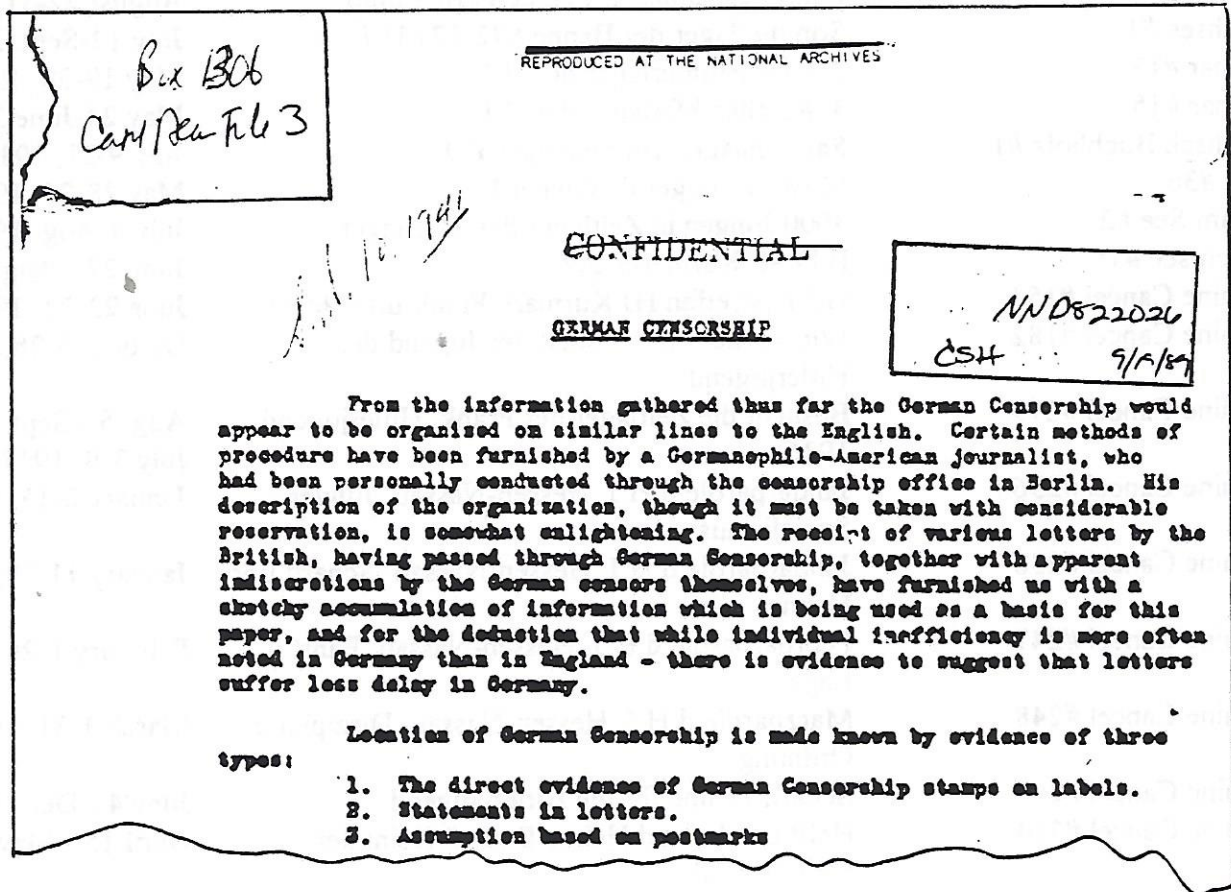 Box 1306
File 3
REPRODUCED AT THE NATIONAL ARCHIVES
10. 1941
CONFIDENTIAL
NND822026
CSH
GERMAN CENSORSHIP
From the information gathered thus far the German Censorship would
appear to be organized on similar lines to the English. Certain methods of
procedure have been furnished by a Germanophile-American journalist, who
had been personally conducted through the censorship office in Berlin. His
description of the organization, though it must be taken with considerable
reservation, is somewhat enlightening. The receipt of various letters by the
British, having passed through German Censorship, together with apparent
indiscretions by the German censors themselves, have furnished us with a
sketchy accumulation of information which is being used as a basis for this
paper, and for the deduction that while individual inefficiency is more often
noted in Germany than in England - there is evidence to suggest that letters
suffer less delay in Germany.
Location of German Censorship is made known by evidence of three
types:
1. The direct evidence of German Censorship stamps on labels.
2. Statements in letters.
3. Assumption based on postmarks